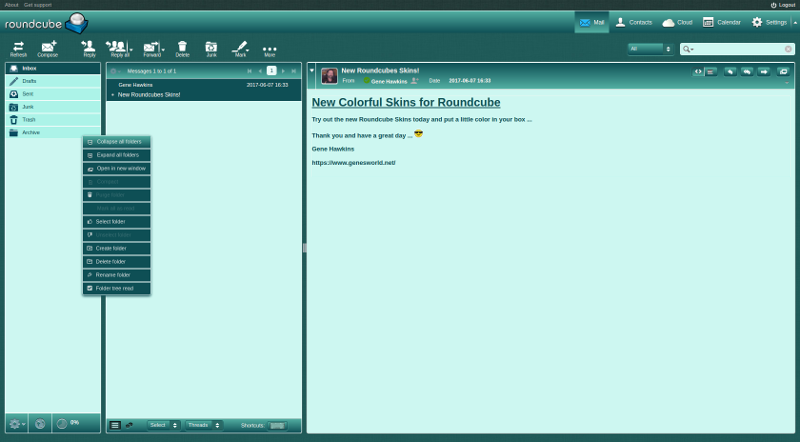 About Get support
Logout
roundcube
Mail
Contacts
Cloud
Calendar
Settings
Refresh
Compose
Reply
Reply all
Forward
Delete
Junk
Mark
More
All
Inbox
Drafts
Sent
Junk
Trash
Archive
Collapse all folders
Expand all folders
Open in new window
Select folder
Create folder
Delete folder
Rename folder
Folder tree read
0%
Messages 1 to 1 of 1
1
Gene Hawkins 2017-06-07 16:33
New Roundcubes Skins!
Select
Threads
Shortcuts:
New Roundcubes Skins!
From Gene Hawkins Date 2017-06-07 16:33
New Colorful Skins for Roundcube
Try out the new Roundcube Skins today and put a little color in your box ...
Thank you and have a great day ...
Gene Hawkins
https://www.genesworld.net/